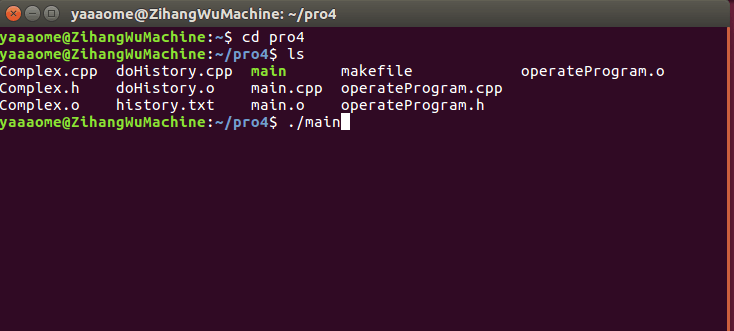 yaaaome@ZihangWuMachine: ~/pro4
yaaaome@ZihangWuMachine:~$ cd pro4
yaaaome@ZihangWuMachine:~/pro4$ ls
Complex.cpp  doHistory.cpp  main      makefile            operateProgram.o
Complex.h    doHistory.o    main.cpp  operateProgram.cpp
Complex.o    history.txt    main.o    operateProgram.h
yaaaome@ZihangWuMachine:~/pro4$ ./main